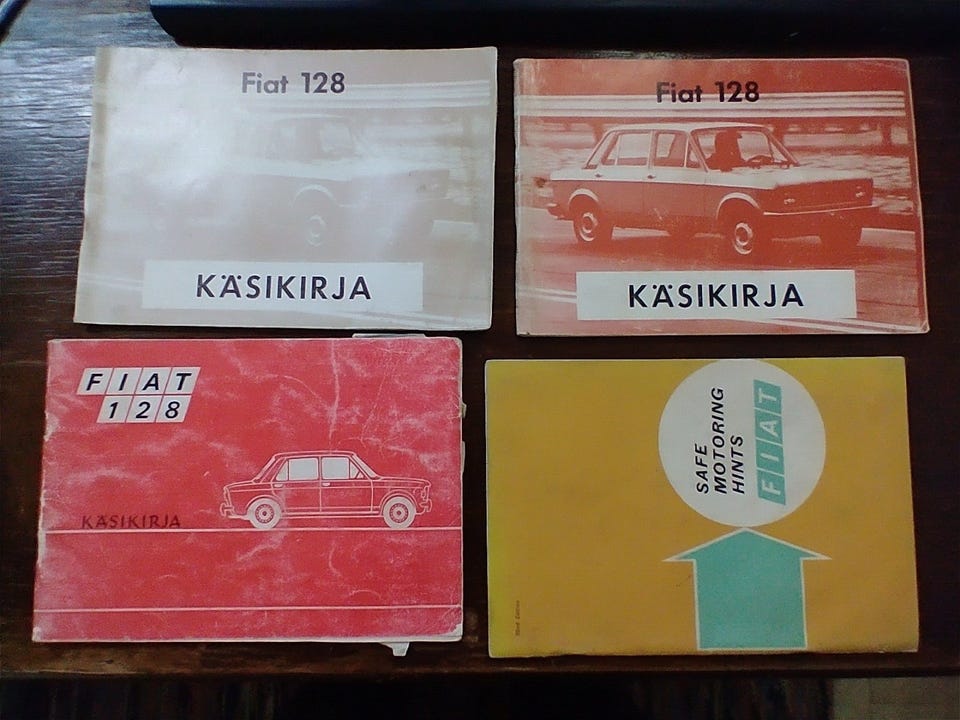 Fiat 128
KÄSIKIRJA
Fiat 128
KÄSIKIRJA
FIAT
128
KÄSIKIRJA
SAFE
MOTORING
HINTS
FIAT